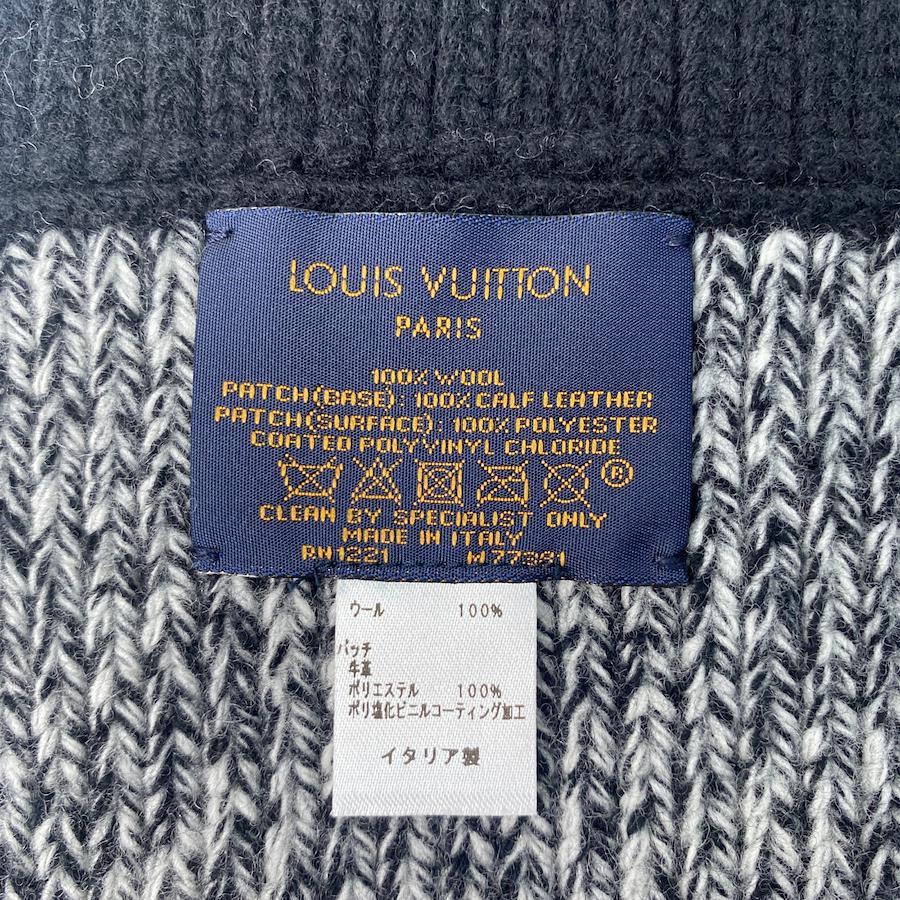 LOUIS VUITTON
PARIS
100% WOOL
PATCH(BASE): 100% CALF LEATHER
PATCH(SURFACE): 100% POLYESTER
COATED POLYVINYL CHLORIDE
®
CLEAN BY SPECIALIST ONLY
MADE IN ITALY
RN1221 M77381
ウール 100%
パッチ
牛革
ポリエステル 100%
ポリ塩化ビニルコーティング加工
イタリア製